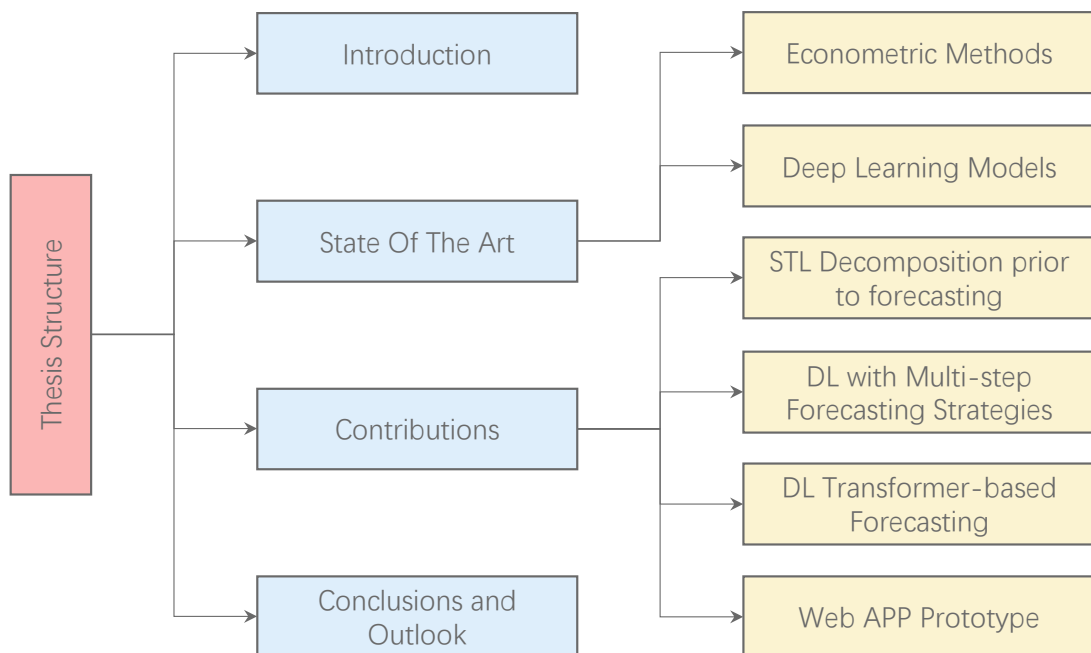 Thesis Structure
Introduction
State Of The Art
Contributions
Conclusions and
Outlook
Econometric Methods
Deep Learning Models
STL Decomposition prior
to forecasting
DL with Multi-step
Forecasting Strategies
DL Transformer-based
Forecasting
Web APP Prototype